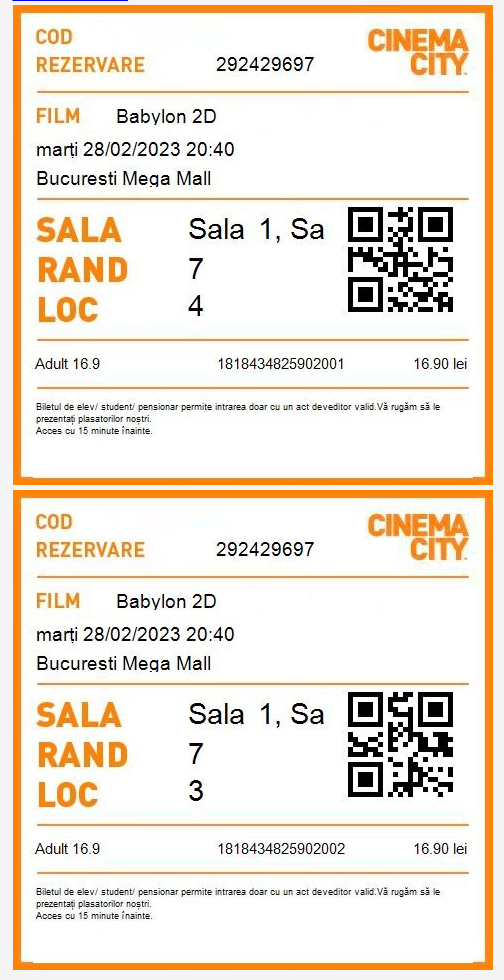 COD
REZERVARE 292429697
CINEMA
CITY
FILM Babylon 2D
marți 28/02/2023 20:40
Bucuresti Mega Mall
SALA Sala 1, Sa
RAND 7
LOC 4
Adult 16.9 1818434825902001 16.90 lei
Biletul de elev/ student/ pensionar permite intrarea doar cu un act deveditor valid.Vă rugăm să le
prezentați plasatorilor noștri.
Acces cu 15 minute înainte.
COD
REZERVARE 292429697
CINEMA
CITY
FILM Babylon 2D
marți 28/02/2023 20:40
Bucuresti Mega Mall
SALA Sala 1, Sa
RAND 7
LOC 3
Adult 16.9 1818434825902002 16.90 lei
Biletul de elev/ student/ pensionar permite intrarea doar cu un act deveditor valid.Vă rugăm să le
prezentați plasatorilor noștri.
Acces cu 15 minute înainte.